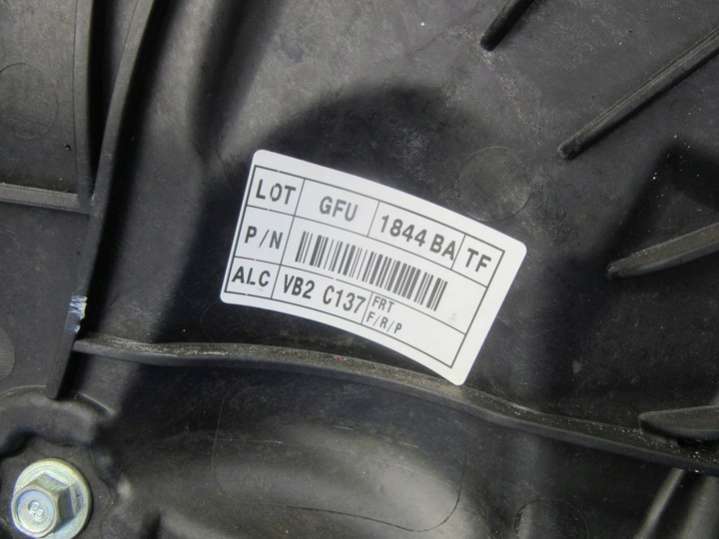 LOT GFU 1844 BA TF
P/N
ALC VB2 C137 FRT
F/R/P